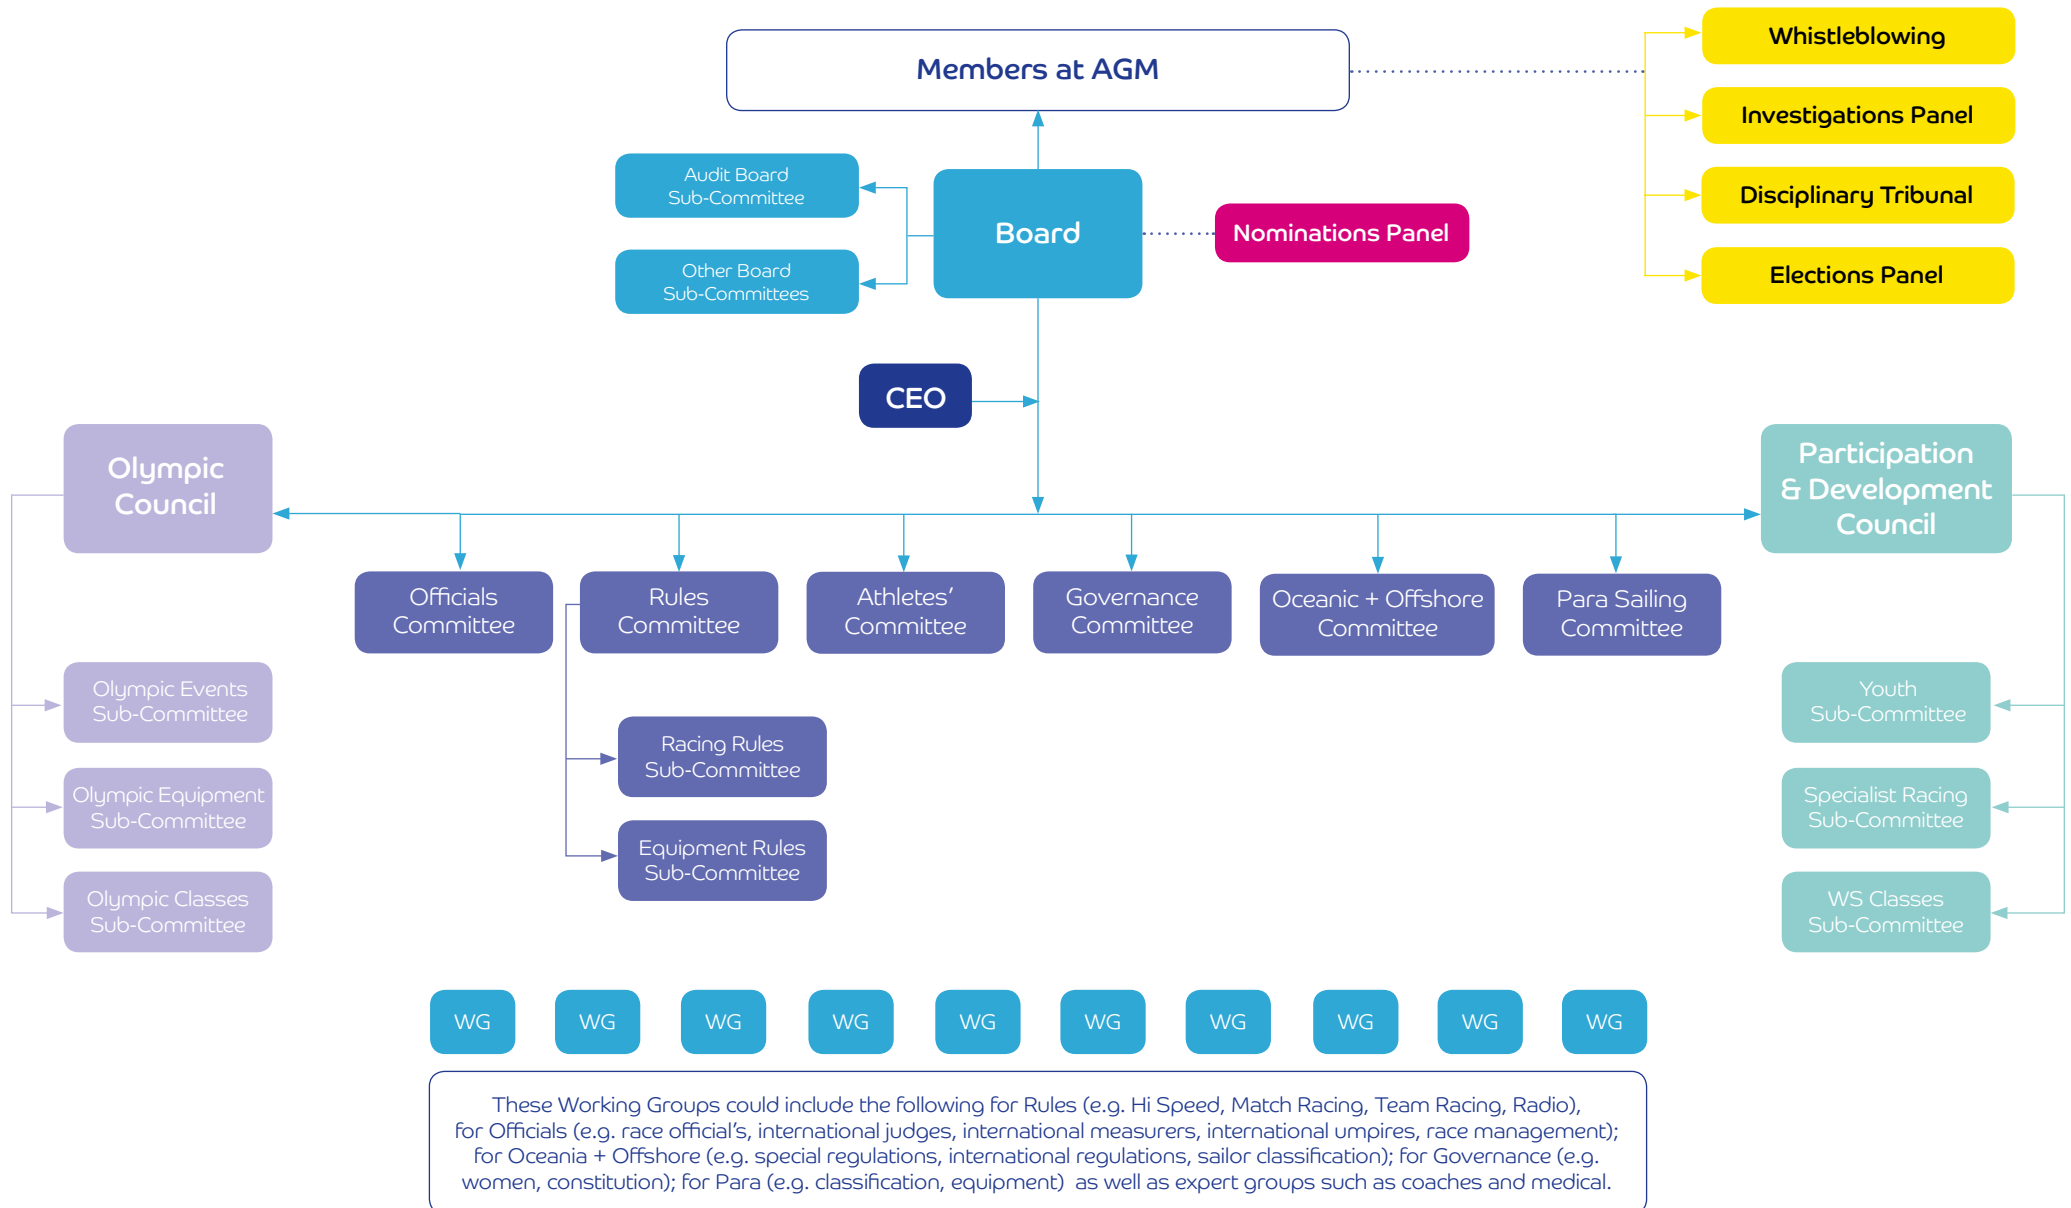 Members at AGM
Whistleblowing
Investigations Panel
Disciplinary Tribunal
Elections Panel
Audit Board
Sub-Committee
Other Board
Sub-Committees
Board
Nominations Panel
CEO
Olympic
Council
Participation
& Development
Council
Officials
Committee
Rules
Committee
Athletes’
Committee
Governance
Committee
Oceanic + Offshore
Committee
Para Sailing
Committee
Olympic Events
Sub-Committee
Olympic Equipment
Sub-Committee
Olympic Classes
Sub-Committee
Racing Rules
Sub-Committee
Equipment Rules
Sub-Committee
Youth
Sub-Committee
Specialist Racing
Sub-Committee
WS Classes
Sub-Committee
WG
WG
WG
WG
WG
WG
WG
WG
WG
WG
These Working Groups could include the following for Rules (e.g. Hi Speed, Match Racing, Team Racing, Radio),
for Officials (e.g. race official’s, international judges, international measurers, international umpires, race management);
for Oceania + Offshore (e.g. special regulations, international regulations, sailor classification); for Governance (e.g.
women, constitution); for Para (e.g. classification, equipment) as well as expert groups such as coaches and medical.